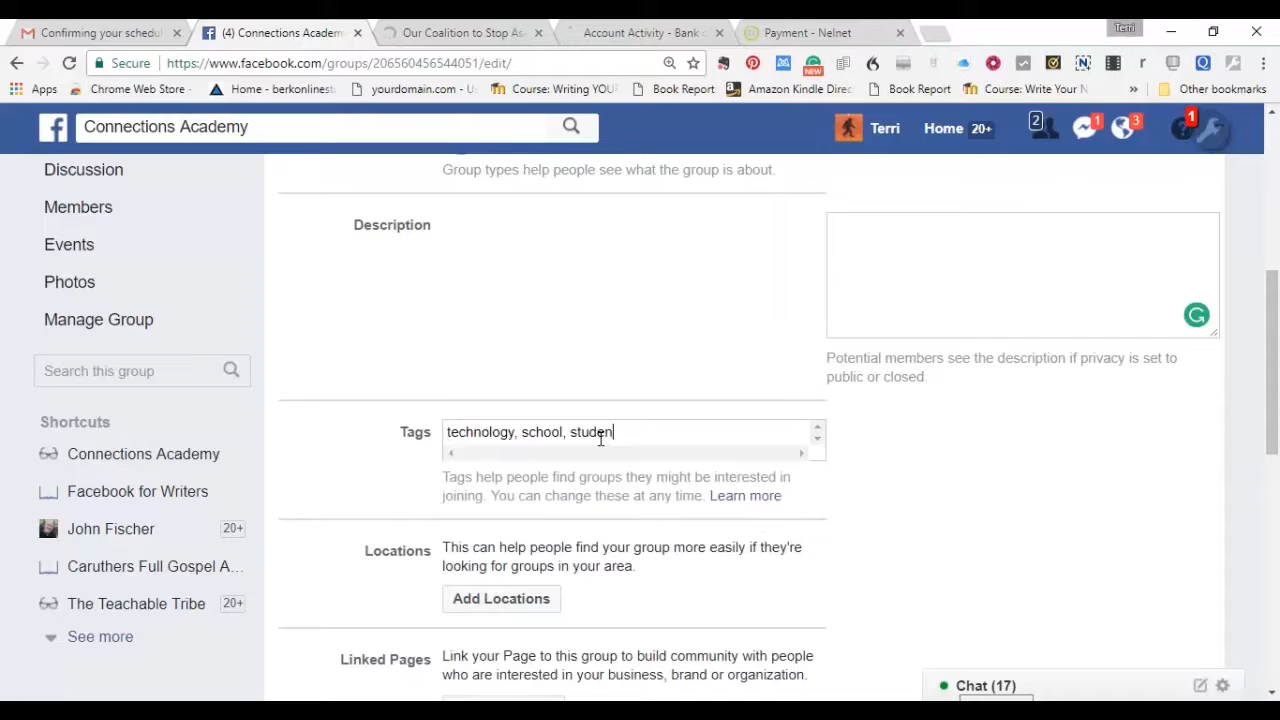 Terri
Confirming your schedu
(4) Connections Academ
Our Coalition to Stop As
Account Activity - Bank
Payment - Nelnet
Secure
https://www.facebook.com/groups/206560456544051/edit/
NEW
r
Apps
Chrome Web Store -
Home - berkonlinest
yourdomain.com - U
Course: Writing YOU
Book Report
Amazon Kindle Direc
Book Report
Course: Write Your N
»
Other bookmarks
Connections Academy
Terri
Home 20+
2
1
3
1
Discussion
Members
Events
Photos
Manage Group
Search this group
Shortcuts
Connections Academy
Facebook for Writers
John Fischer 20+
Caruthers Full Gospel A...
The Teachable Tribe 20+
See more
Group types help people see what the group is about.
Description
Potential members see the description if privacy is set to
public or closed.
Tags
technology, school, studen
Tags help people find groups they might be interested in
joining. You can change these at any time. Learn more
Locations
This can help people find your group more easily if they're
looking for groups in your area.
Add Locations
Linked Pages
Link your Page to this group to build community with people
who are interested in your business, brand or organization.
Chat (17)